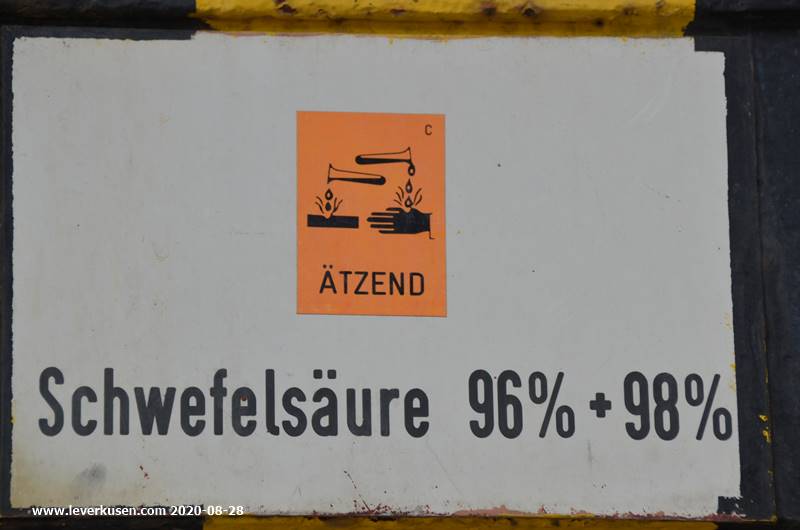 C
ÄTZEND
Schwefelsäure 96% + 98%
www.leverkusen.com 2020-08-28